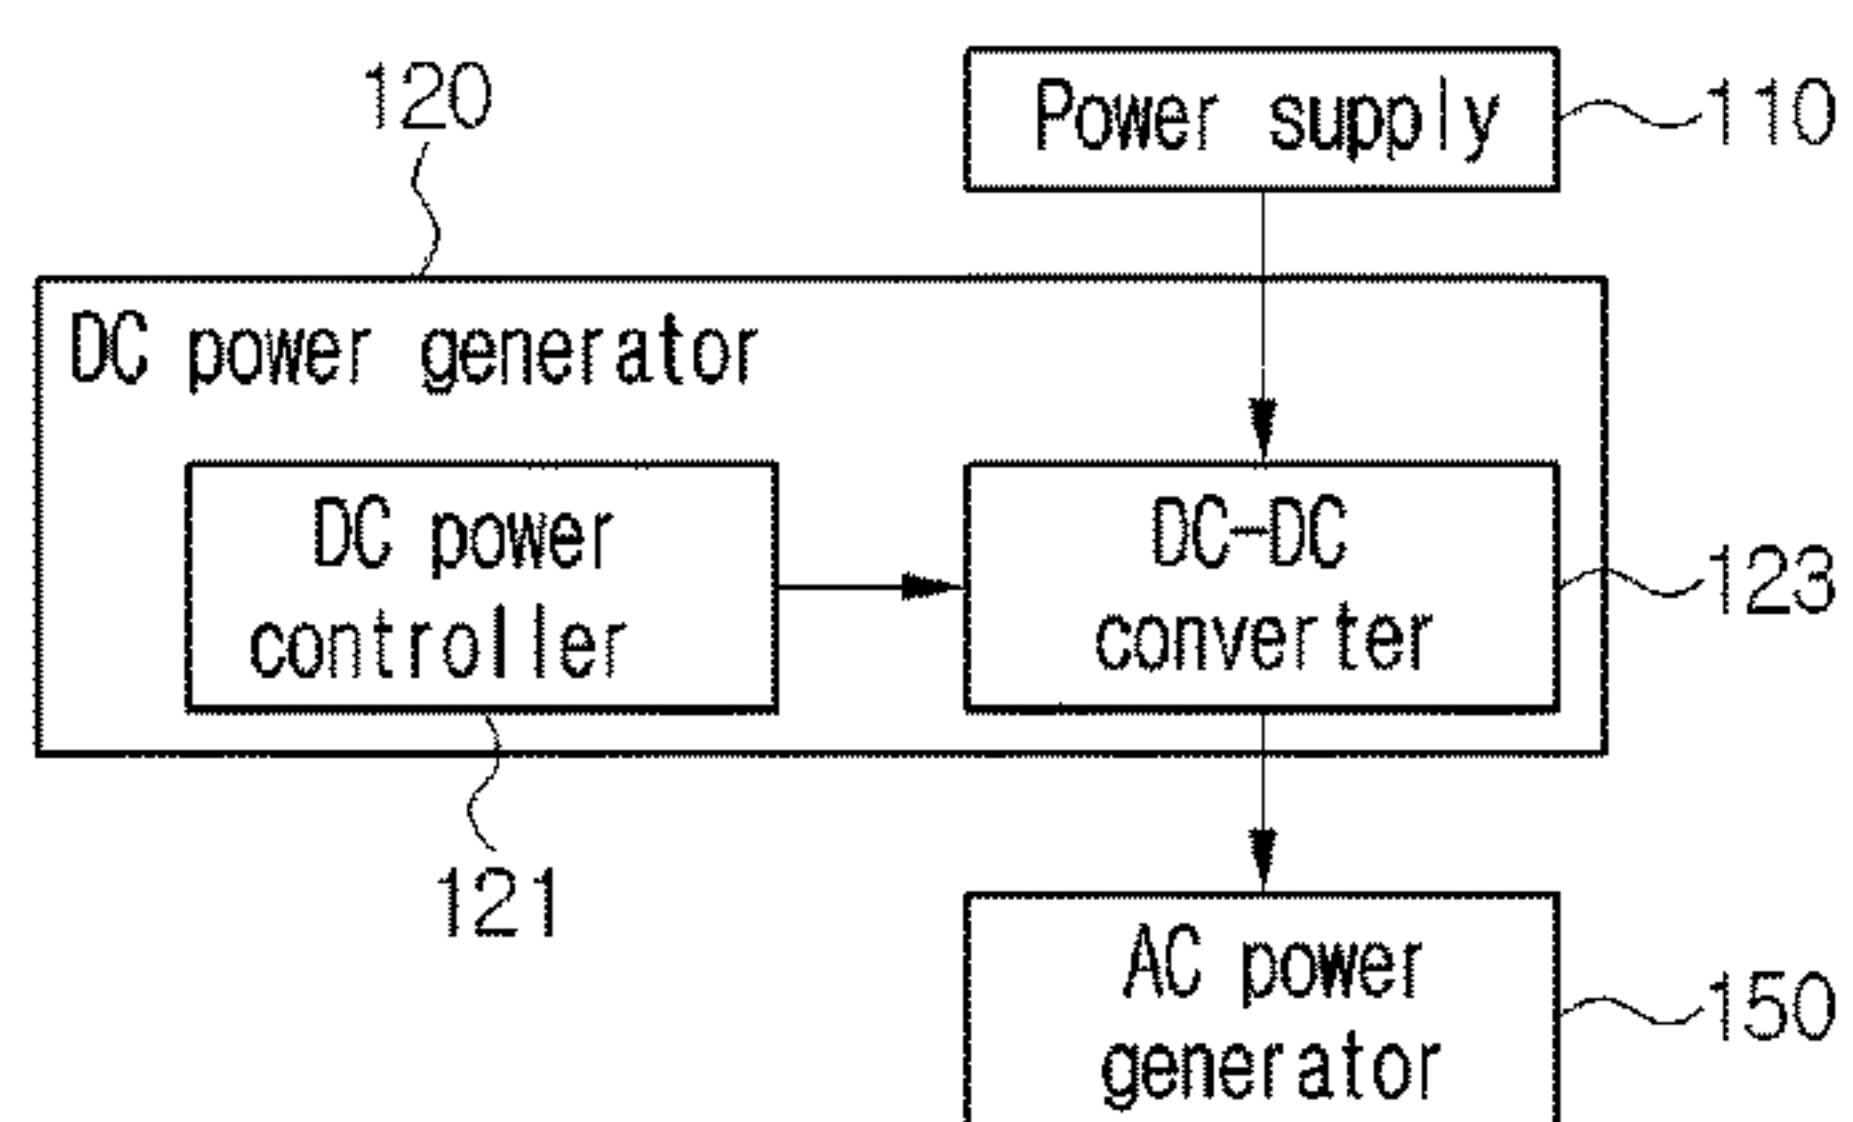 120
Power supply
110
DC power generator
DC power
controller
DC-DC
converter
123
121
AC power
generator
150